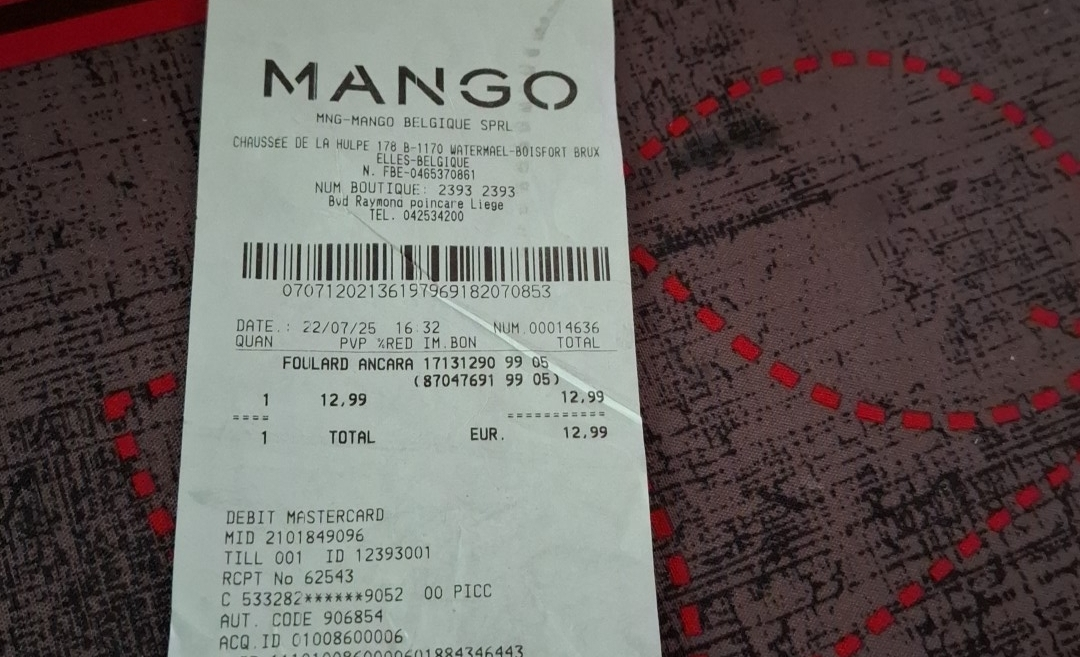 MANGO
MNG-MANGO BELGIQUE SPRL
CHAUSSÉE DE LA HULPE 178 B-1170 WATERMAEL-BOISFORT BRUX
ELLES-BELGIQUE
N. FBE-0465370861
NUM BOUTIQUE: 2393 2393
Bvd Raymond poincare Liege
TEL. 042534200
07071202136197969182070853
DATE.: 22/07/25 16:32 NUM.00014636
QUAN PVP %RED IM.BON TOTAL
FOULARD ANCARA 17131290 99 05
(87047691 99 05)
1 12,99 12,99
==== ===========
1 TOTAL EUR. 12,99
DEBIT MASTERCARD
MID 2101849096
TILL 001 ID 12393001
RCPT No 62543
C 533282******9052 00 PICC
AUT. CODE 906854
ACQ.ID 01008600006